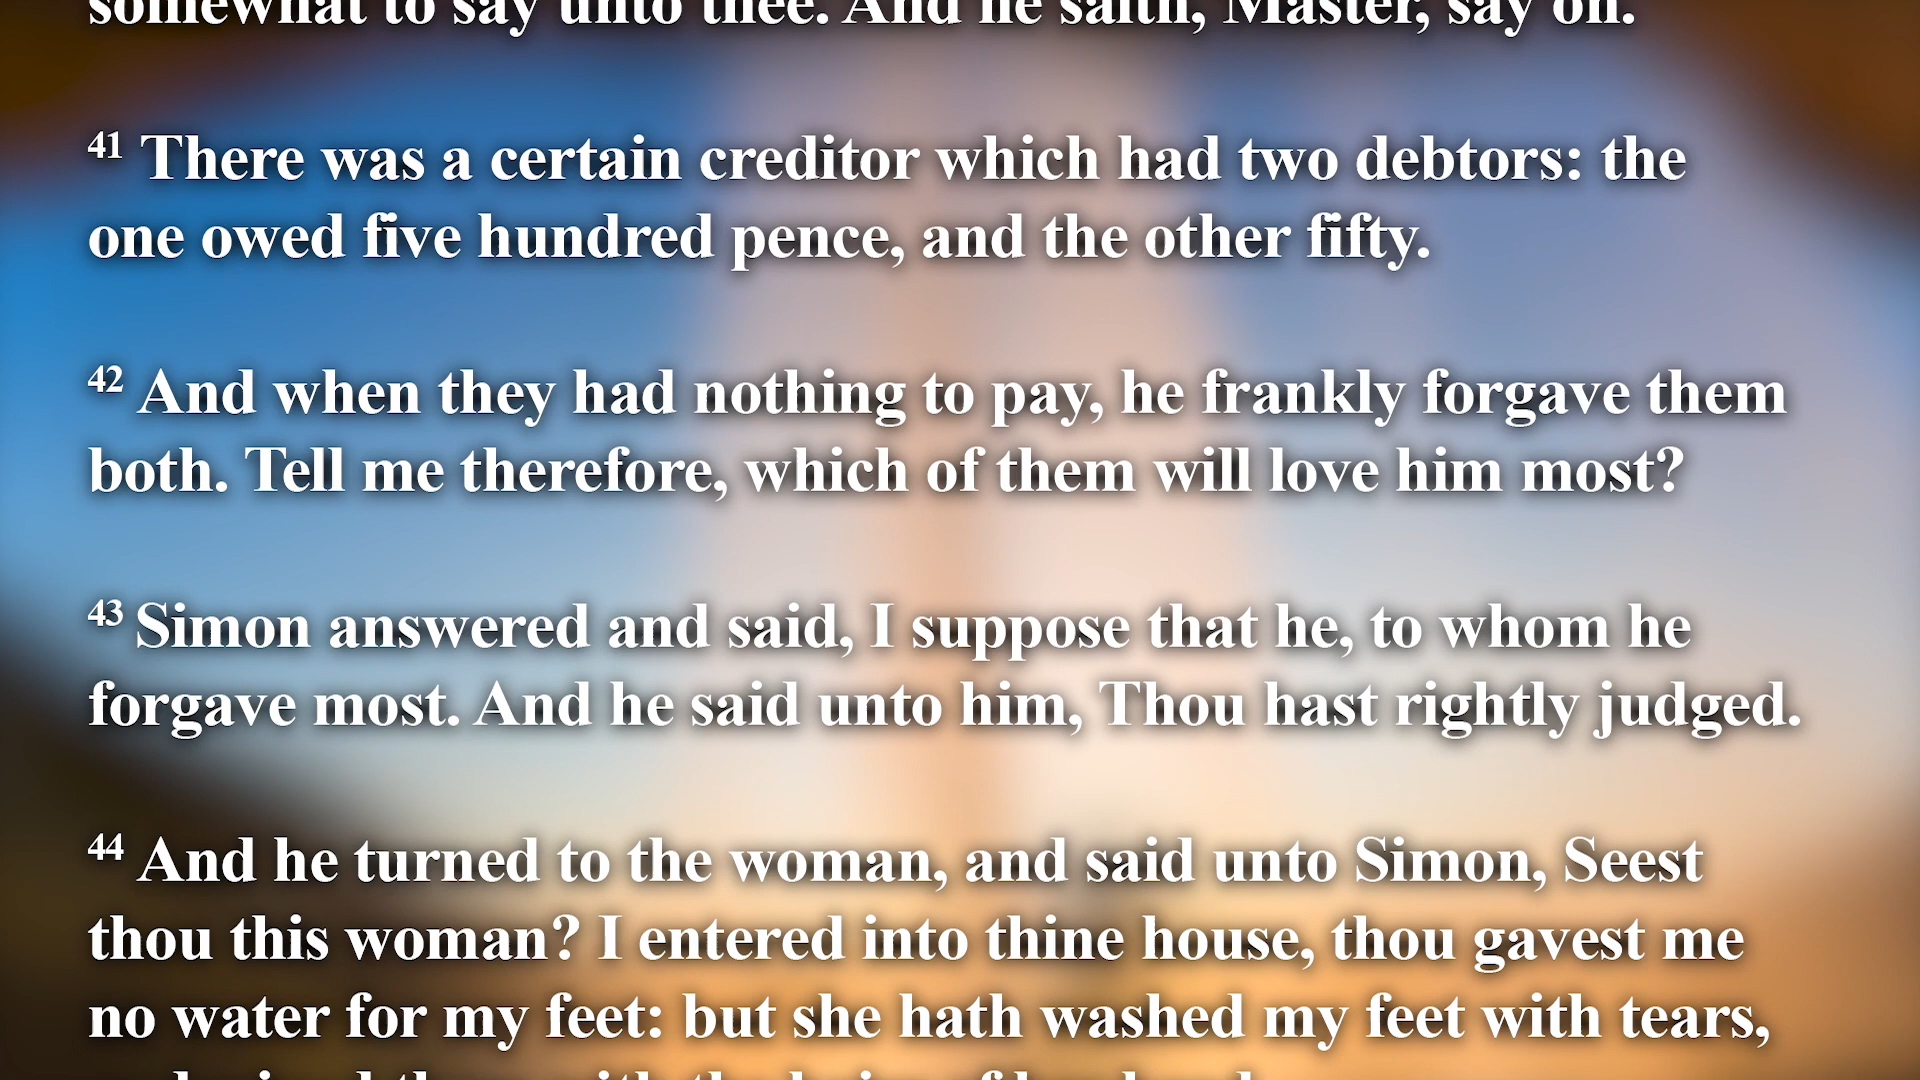 somewhat to say unto thee. And he saith, Master, say on.
41 There was a certain creditor which had two debtors: the
one owed five hundred pence, and the other fifty.
42 And when they had nothing to pay, he frankly forgave them
both. Tell me therefore, which of them will love him most?
43 Simon answered and said, I suppose that he, to whom he
forgave most. And he said unto him, Thou hast rightly judged.
44 And he turned to the woman, and said unto Simon, Seest
thou this woman? I entered into thine house, thou gavest me
no water for my feet: but she hath washed my feet with tears,